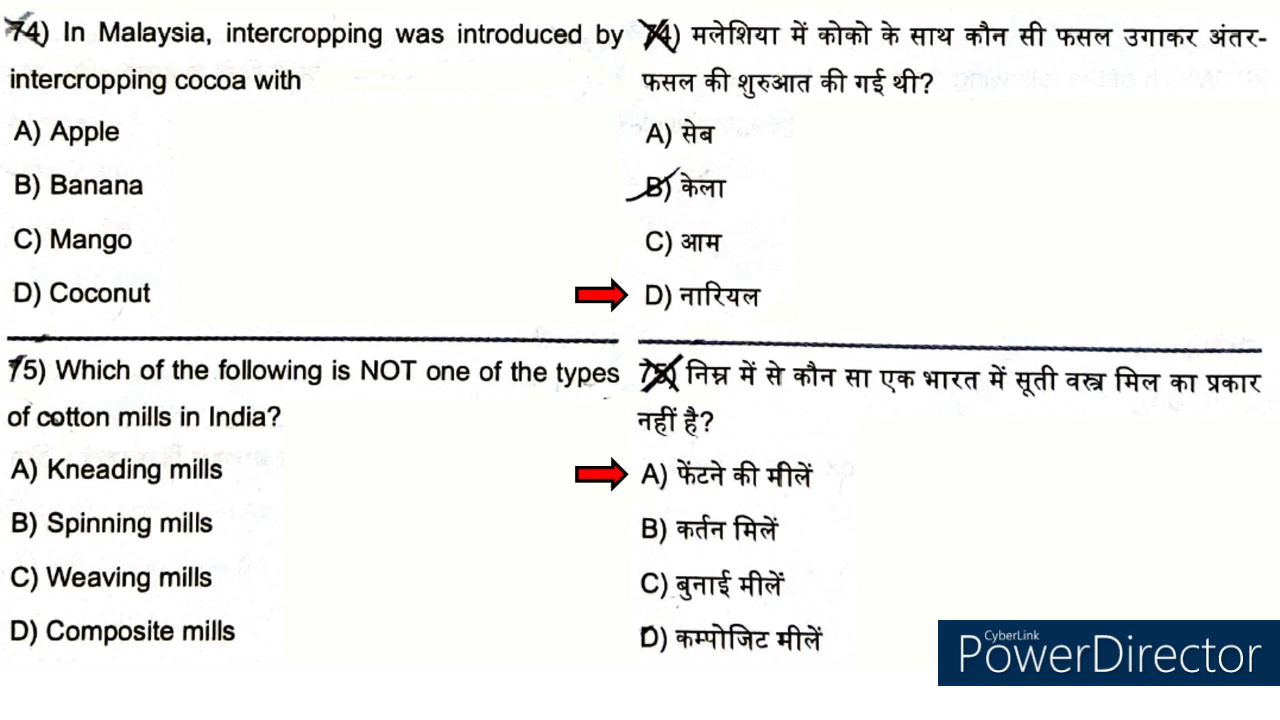 74) In Malaysia, intercropping was introduced by
intercropping cocoa with
A) Apple
B) Banana
C) Mango
D) Coconut
75) Which of the following is NOT one of the types
of cotton mills in India?
A) Kneading mills
B) Spinning mills
C) Weaving mills
D) Composite mills
74) मलेशिया में कोको के साथ कौन सी फसल उगाकर अंतर-
फसल की शुरुआत की गई थी?
A) सेब
B) केला
C) आम
D) नारियल
75) निम्न में से कौन सा एक भारत में सूती वस्त्र मिल का प्रकार
नहीं है?
A) फेंटने की मीलें
B) कर्तन मिलें
C) बुनाई मीलें
D) कम्पोजिट मीलें
CyberLink
PowerDirector